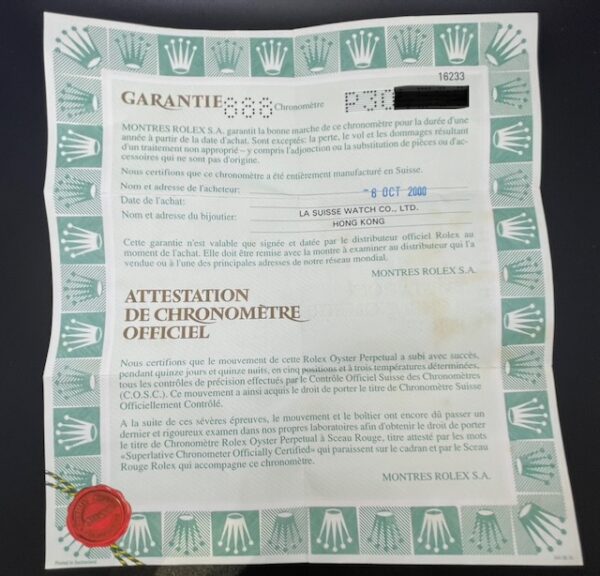 16233
GARANTIE 888 Chronomètre P30
MONTRES ROLEX S.A. garantit la bonne marche de ce chronomètre pour la durée d'une
année à partir de la date d'achat. Sont exceptés: la perte, le vol et les dommages résultant
d'un traitement non approprié – y compris l'adjonction ou la substitution de pièces ou d'ac-
cessoires qui ne sont pas d'origine.
Nous certifions que ce chronomètre a été entièrement manufacturé en Suisse.
Nom et adresse de l'acheteur:
Date de l'achat: - 8 OCT 2000
Nom et adresse du bijoutier: LA SUISSE WATCH CO., LTD.
HONG KONG
Cette garantie n'est valable que signée et datée par le distributeur officiel Rolex au
moment de l'achat. Elle doit être remise avec la montre à examiner au distributeur qui l'a
vendue ou à l'une des principales adresses de notre réseau mondial.
MONTRES ROLEX S.A.
ATTESTATION
DE CHRONOMÈTRE
OFFICIEL
Nous certifions que le mouvement de cette Rolex Oyster Perpetual a subi avec succès,
pendant quinze jours et quinze nuits, en cinq positions et à trois températures déterminées,
tous les contrôles de précision effectués par le Contrôle Officiel Suisse des Chronomètres
(C.O.S.C.). Ce mouvement a ainsi acquis le droit de porter le titre de Chronomètre Suisse
Officiellement Contrôlé.
A la suite de ces sévères épreuves, le mouvement et le boîtier ont encore dû passer un
dernier et rigoureux examen dans nos propres laboratoires afin d'obtenir le droit de porter
le titre de Chronomètre Rolex Oyster Perpetual à Sceau Rouge, titre attesté par les mots
«Superlative Chronometer Officially Certified» qui paraissent sur le cadran et par le Sceau
Rouge Rolex qui accompagne ce chronomètre.
MONTRES ROLEX S.A.
Printed in Switzerland